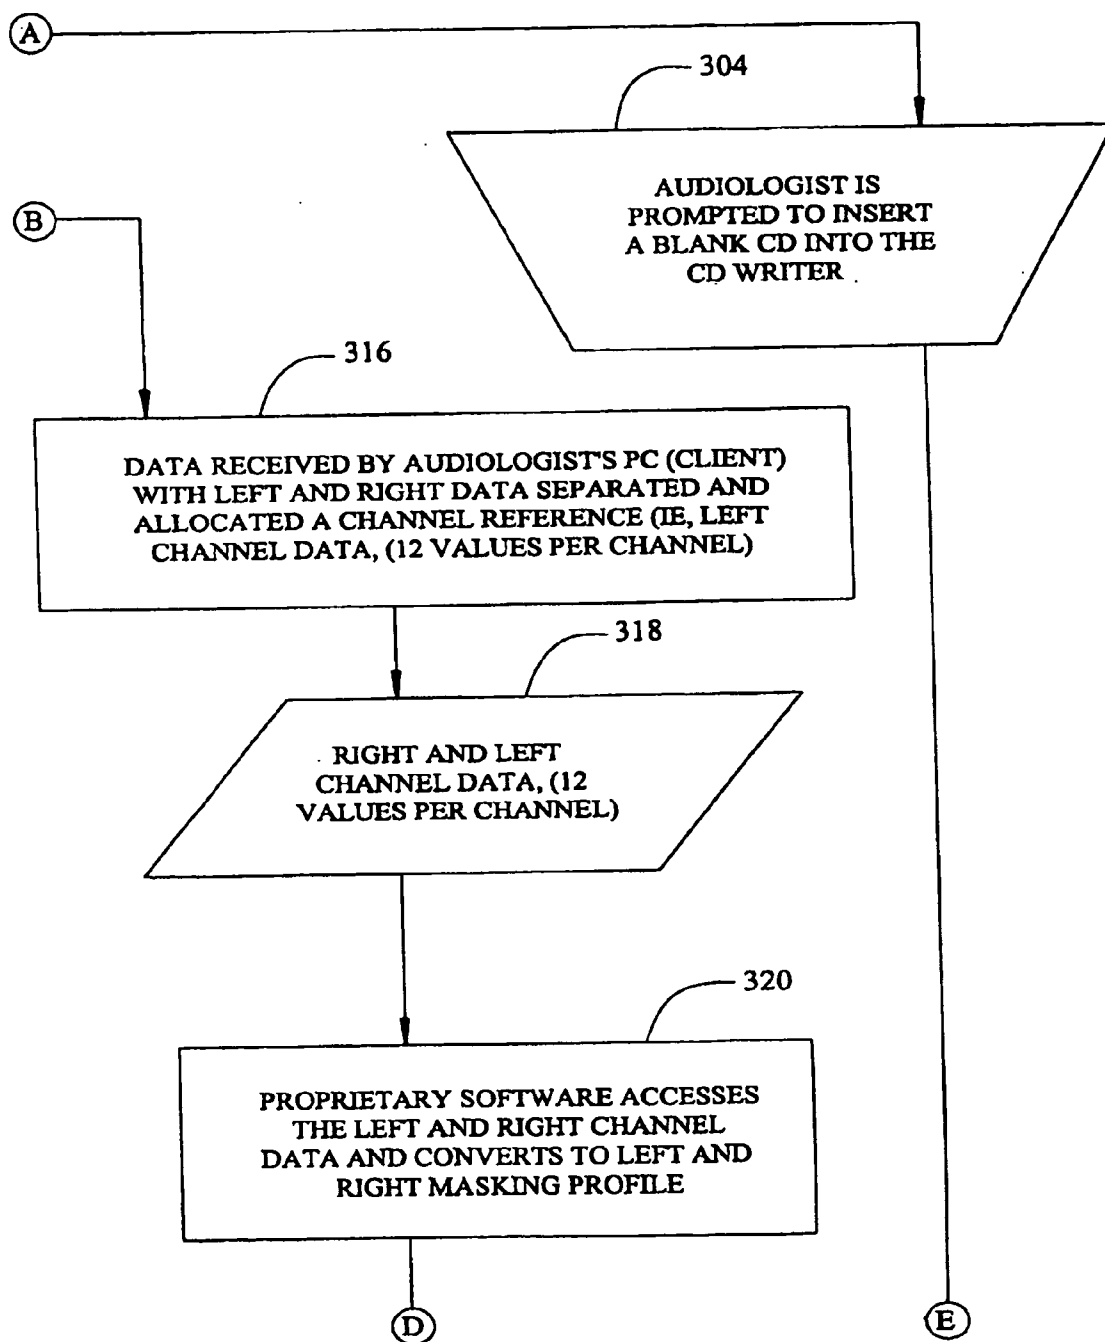 A
304
AUDIOLOGIST IS
PROMPTED TO INSERT
A BLANK CD INTO THE
CD WRITER
B
316
DATA RECEIVED BY AUDIOLOGIST'S PC (CLIENT)
WITH LEFT AND RIGHT DATA SEPARATED AND
ALLOCATED A CHANNEL REFERENCE (IE, LEFT
CHANNEL DATA, (12 VALUES PER CHANNEL)
318
RIGHT AND LEFT
CHANNEL DATA, (12
VALUES PER CHANNEL)
320
PROPRIETARY SOFTWARE ACCESSES
THE LEFT AND RIGHT CHANNEL
DATA AND CONVERTS TO LEFT AND
RIGHT MASKING PROFILE
D
E